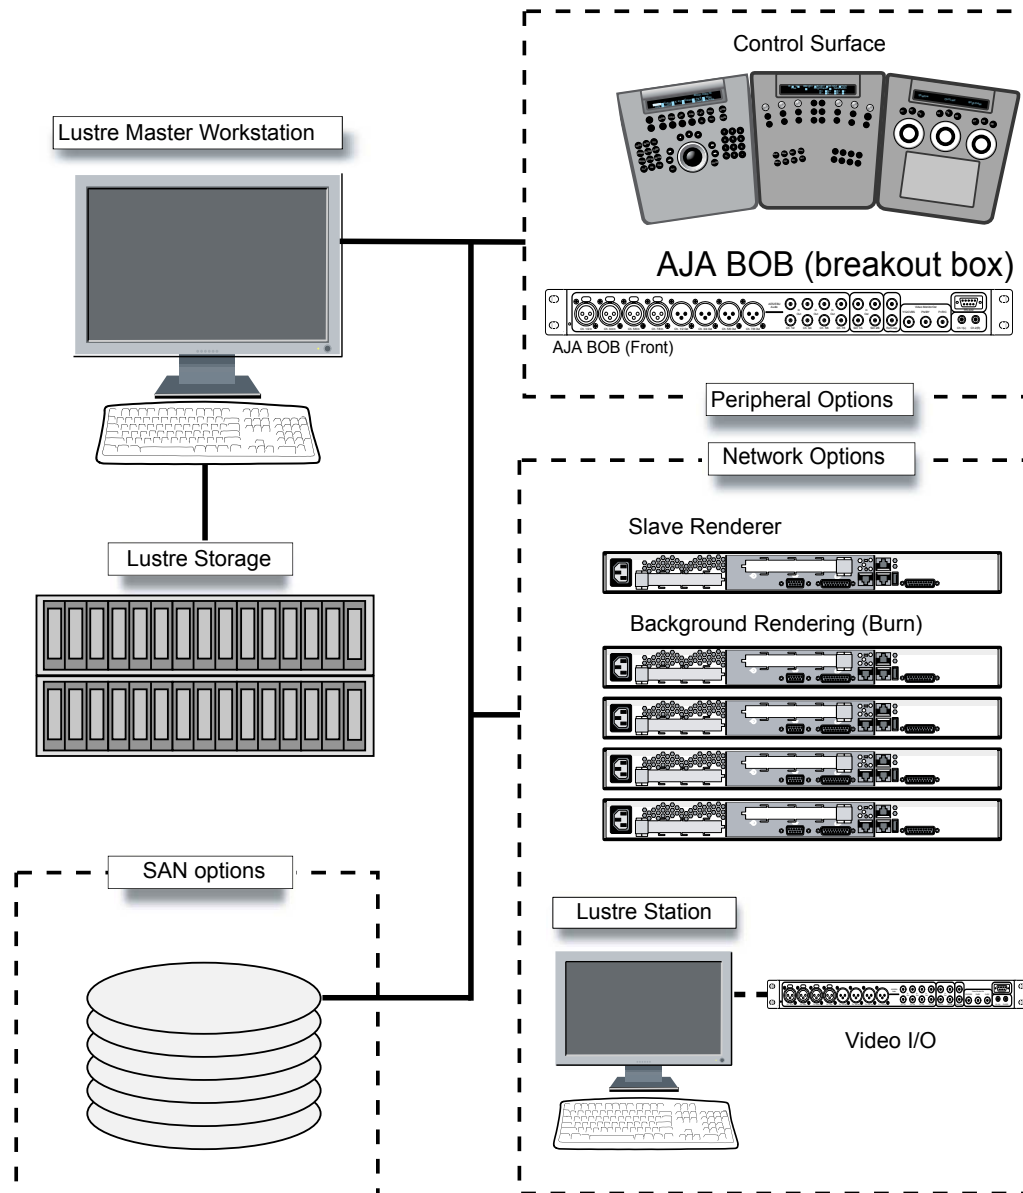 Control Surface
Lustre Master Workstation
AJA BOB (breakout box)
AJA BOB (Front)
Peripheral Options
Network Options
Slave Renderer
Lustre Storage
Background Rendering (Burn)
SAN options
Lustre Station
Video I/O